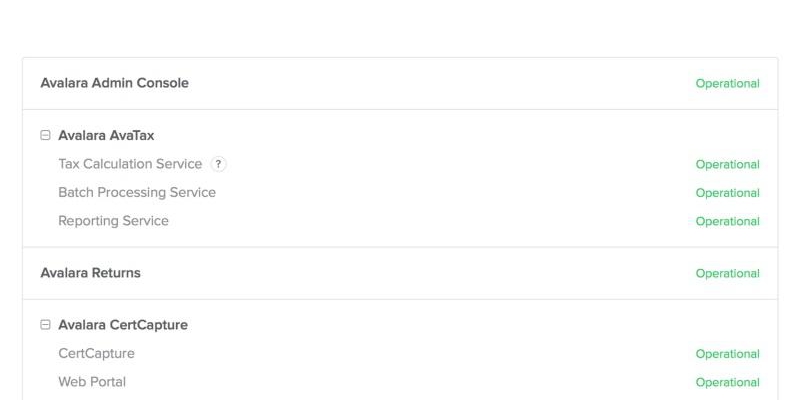 Avalara Admin Console Operational
Avalara AvaTax
Tax Calculation Service ? Operational
Batch Processing Service Operational
Reporting Service Operational
Avalara Returns Operational
Avalara CertCapture
CertCapture Operational
Web Portal Operational